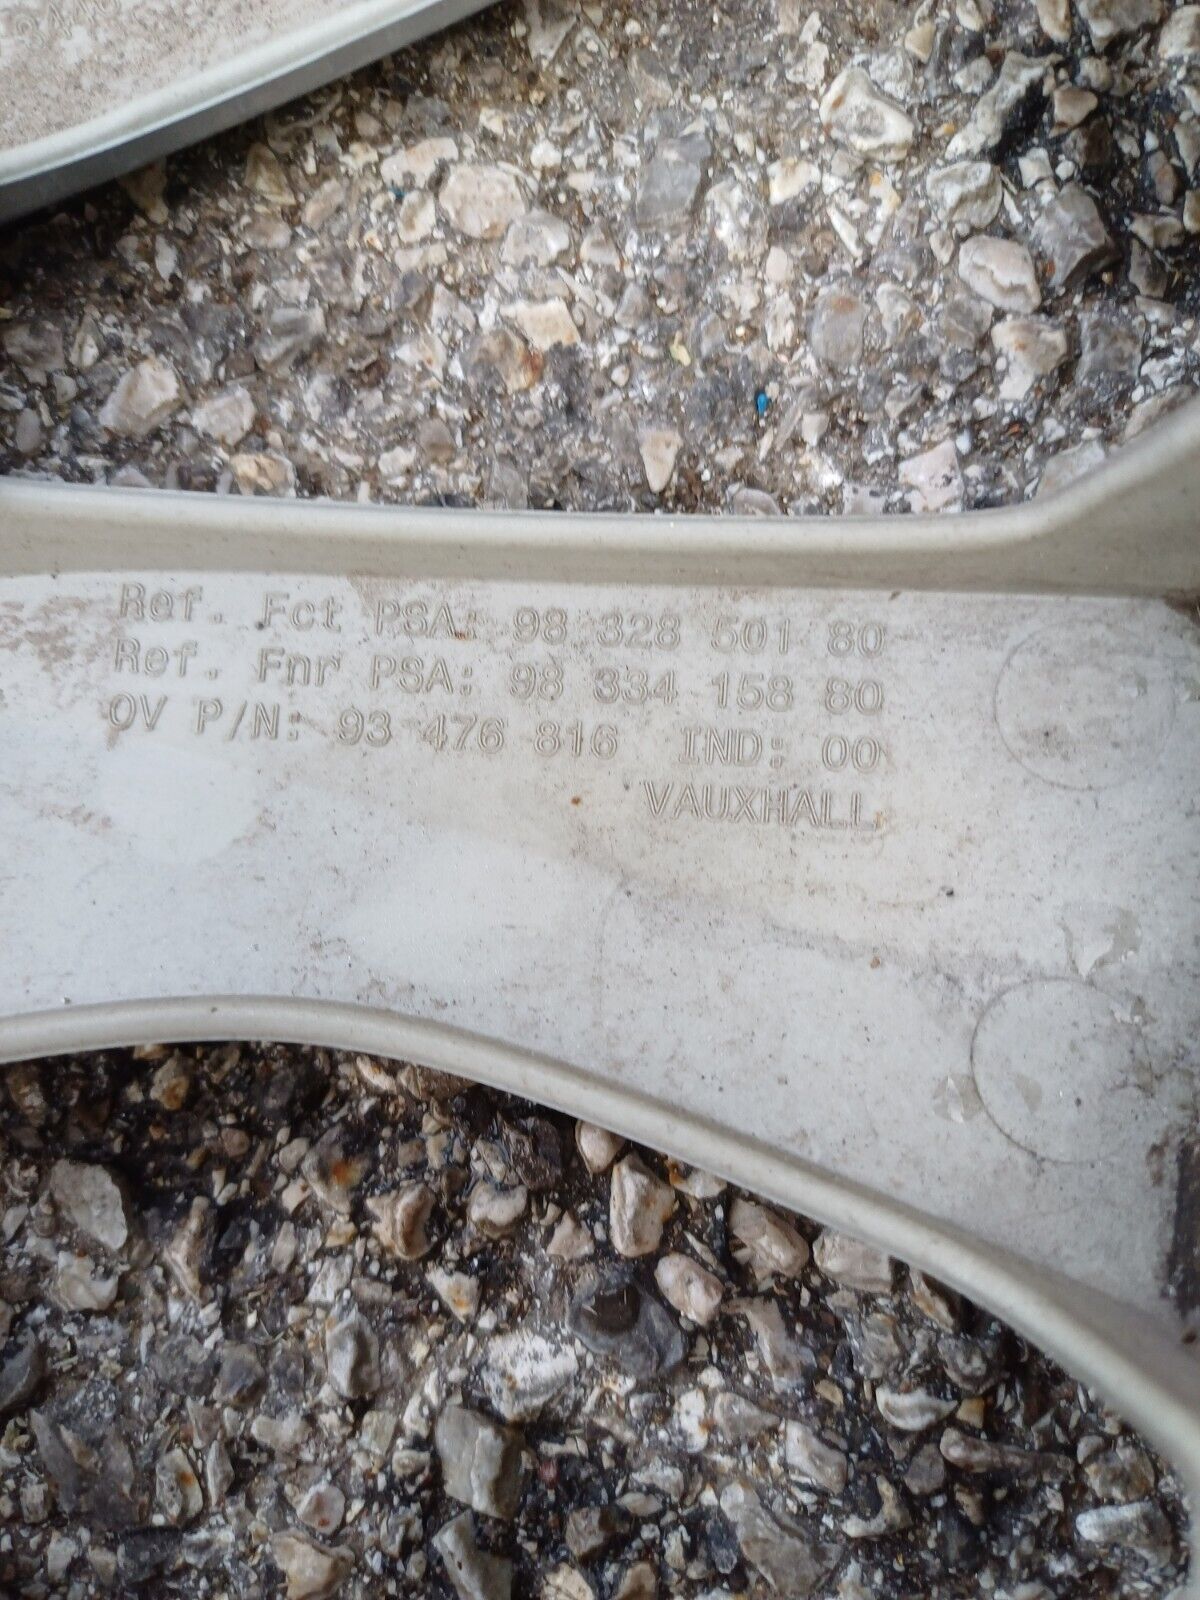 Ref. Fct PSA: 98 328 501 80
Ref. Fnr PSA: 98 334 158 80
OV P/N: 93 476 816 IND: 00
VAUXHALL